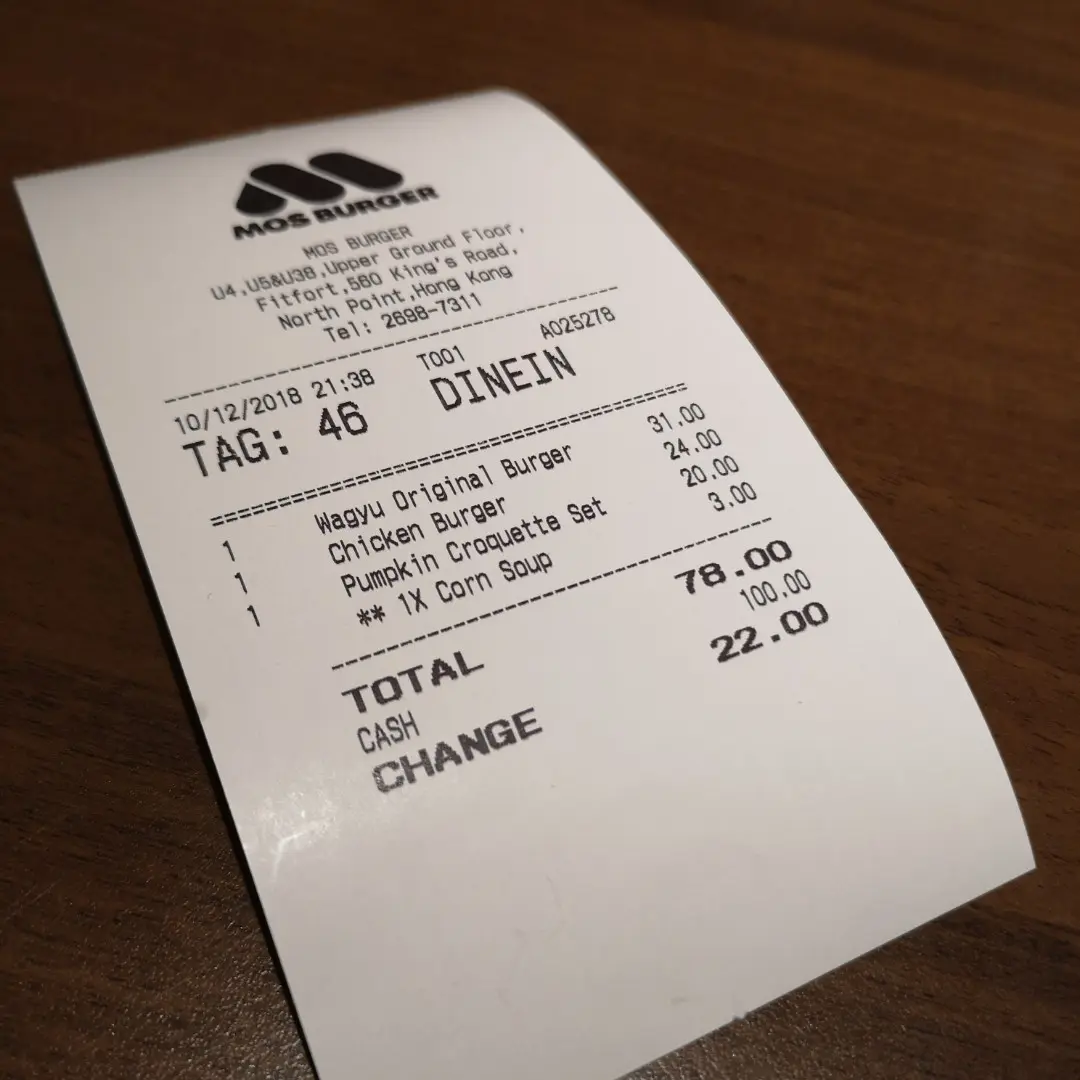 MOS BURGER
MOS BURGER
U4,U5&U38,Upper Ground Floor,
Fitfort,560 King's Road,
North Point,Hong Kong
Tel: 2698-7311
10/12/2018 21:38 T001 A025278
TAG: 46 DINEIN
1 Wagyu Original Burger 31.00
1 Chicken Burger 24.00
1 Pumpkin Croquette Set 20.00
** 1X Corn Soup 3.00
TOTAL 78.00
CASH 100.00
CHANGE 22.00